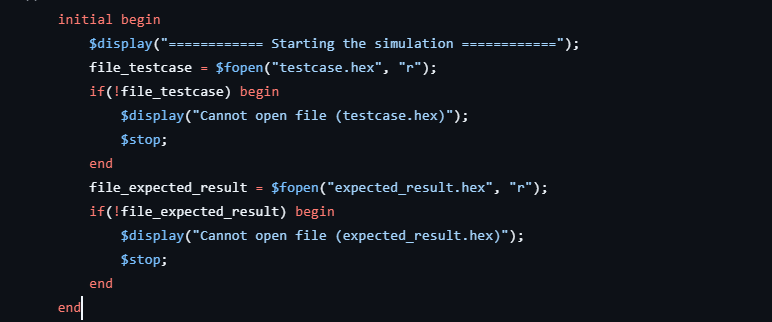 initial begin
$display("============ Starting the simulation ============");
file_testcase = $fopen("testcase.hex", "r");
if(!file_testcase) begin
$display("Cannot open file (testcase.hex)");
$stop;
end
file_expected_result = $fopen("expected_result.hex", "r");
if(!file_expected_result) begin
$display("Cannot open file (expected_result.hex)");
$stop;
end
end